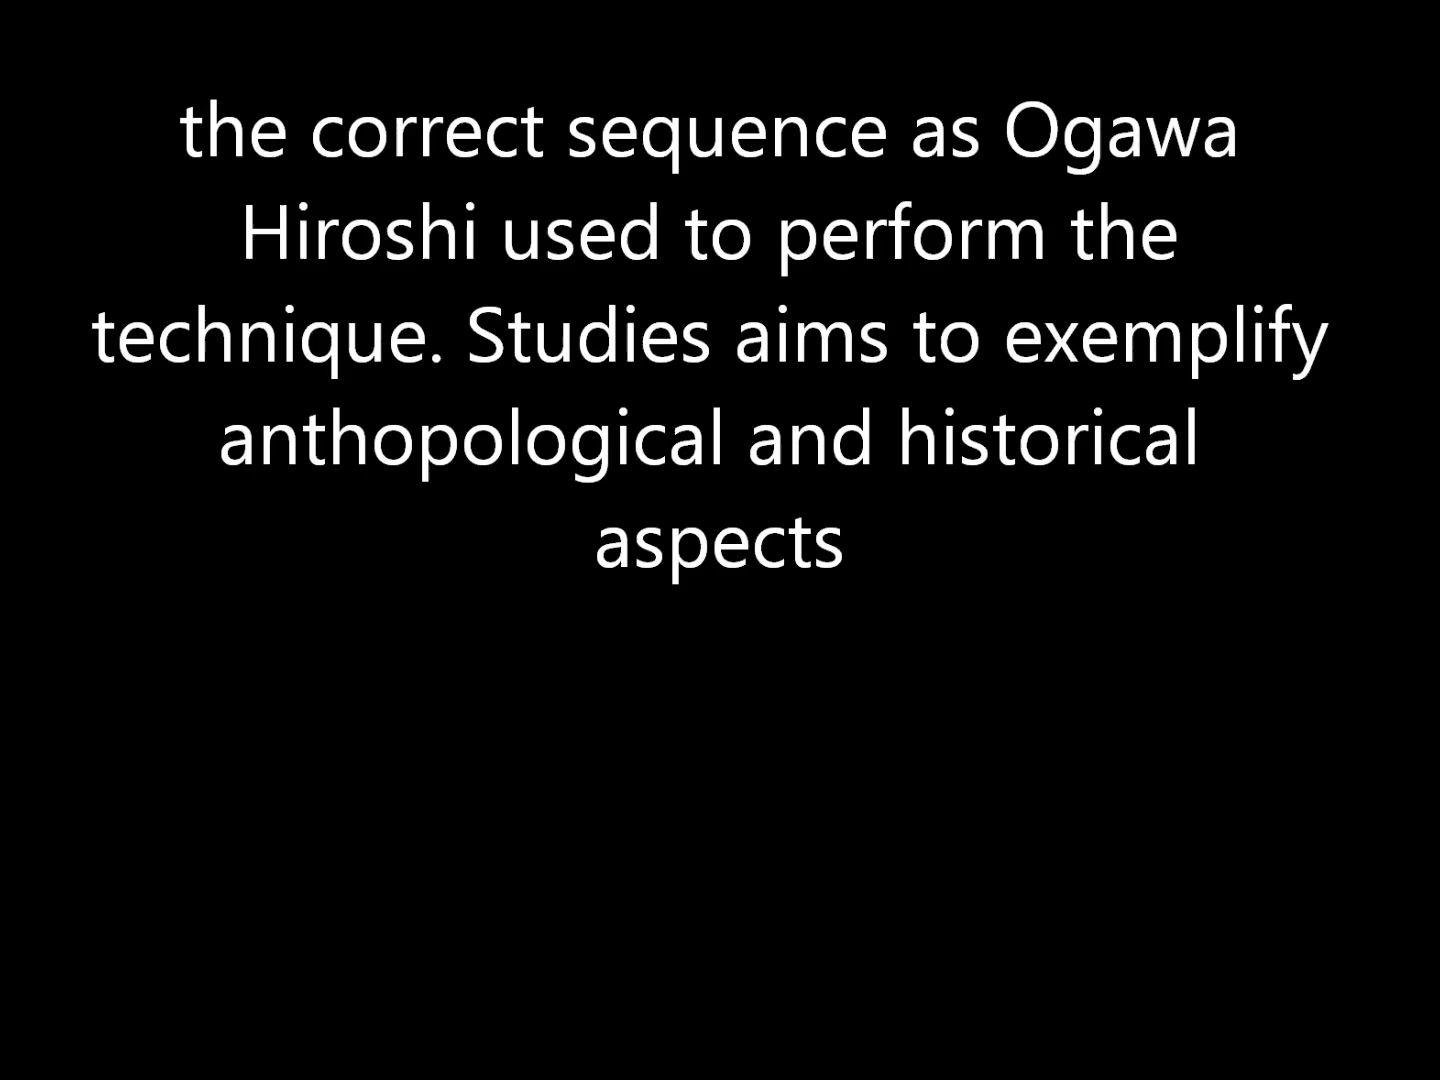 the correct sequence as Ogawa
Hiroshi used to perform the
technique. Studies aims to exemplify
anthopological and historical
aspects